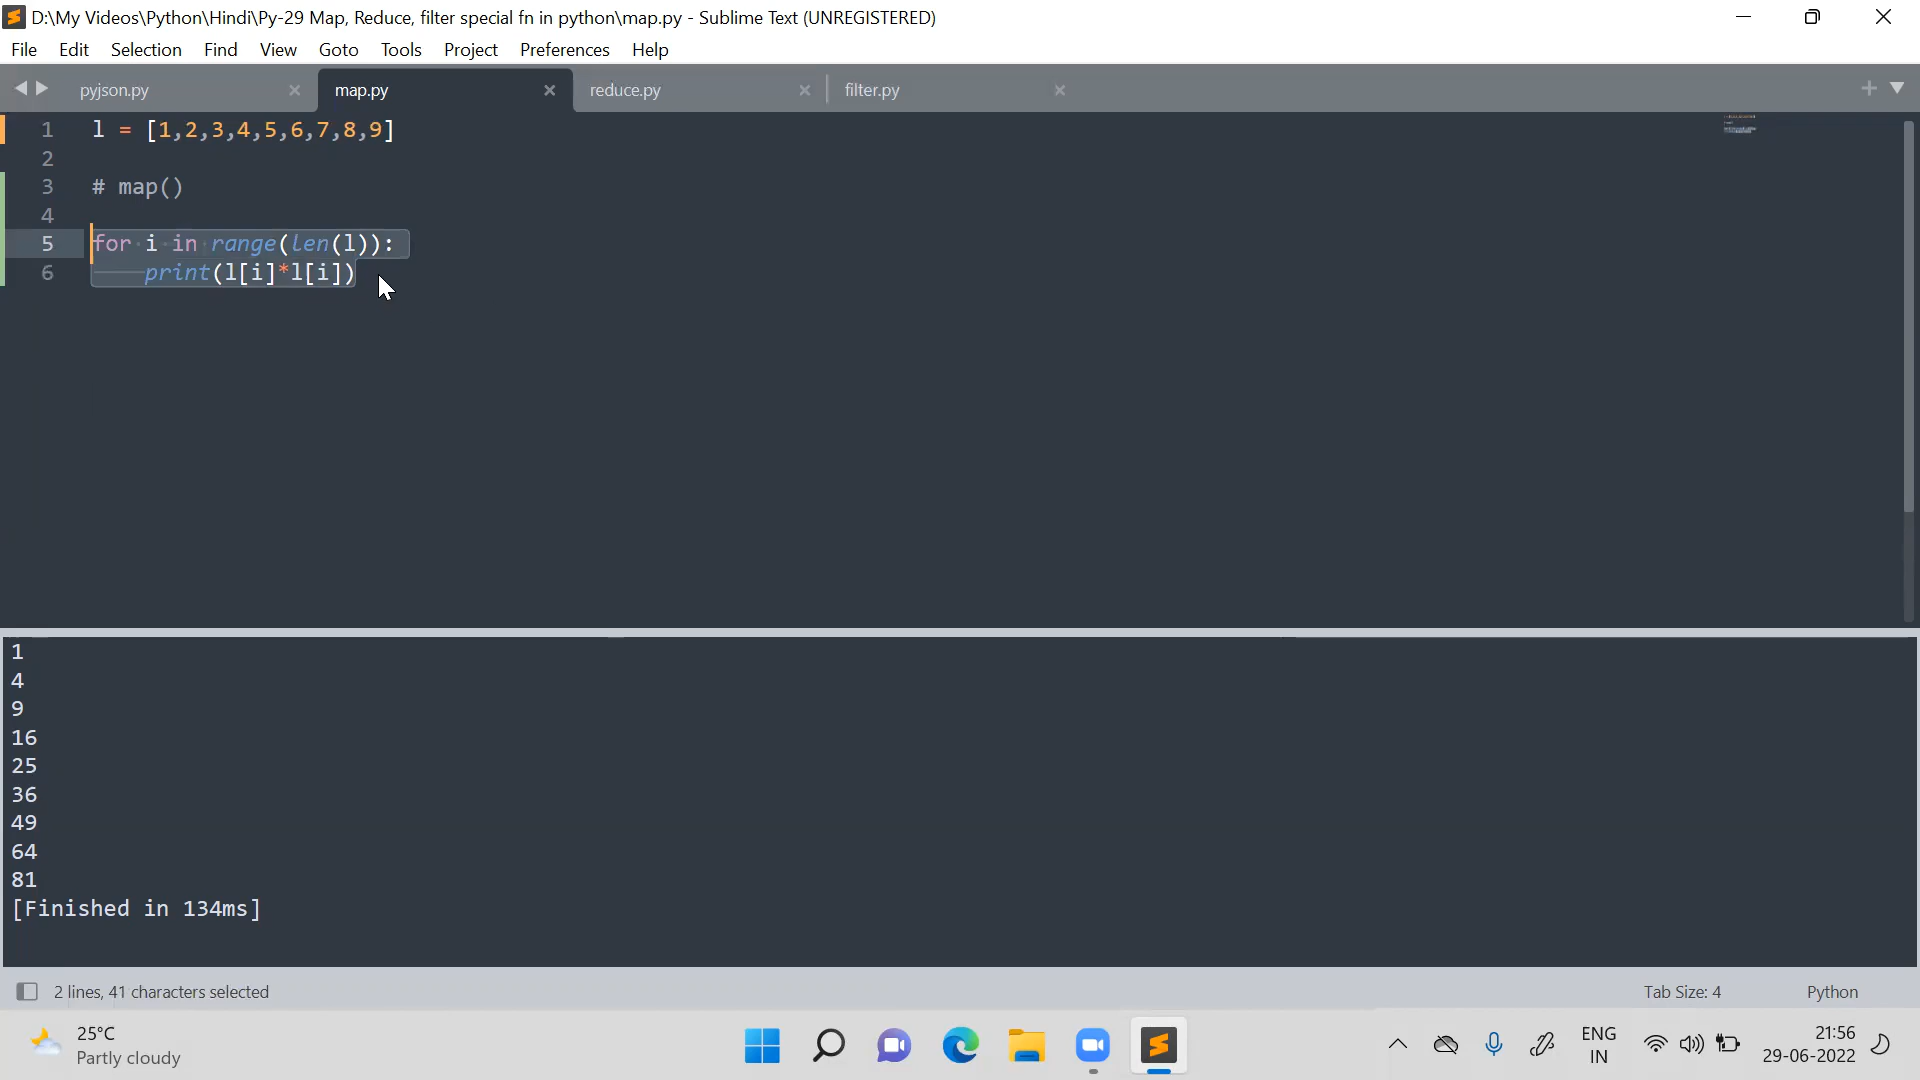 D:\My Videos\Python\Hindi\Py-29 Map, Reduce, filter special fn in python\map.py - Sublime Text (UNREGISTERED)
File Edit Selection Find View Goto Tools Project Preferences Help
pyjson.py map.py reduce.py filter.py
1 l = [1,2,3,4,5,6,7,8,9]
2
3 # map()
4
5 for i in range(len(l)):
6 print(l[i]*l[i])
1
4
9
16
25
36
49
64
81
[Finished in 134ms]
2 lines, 41 characters selected Tab Size: 4 Python
25°C
Partly cloudy
ENG
IN
21:56
29-06-2022